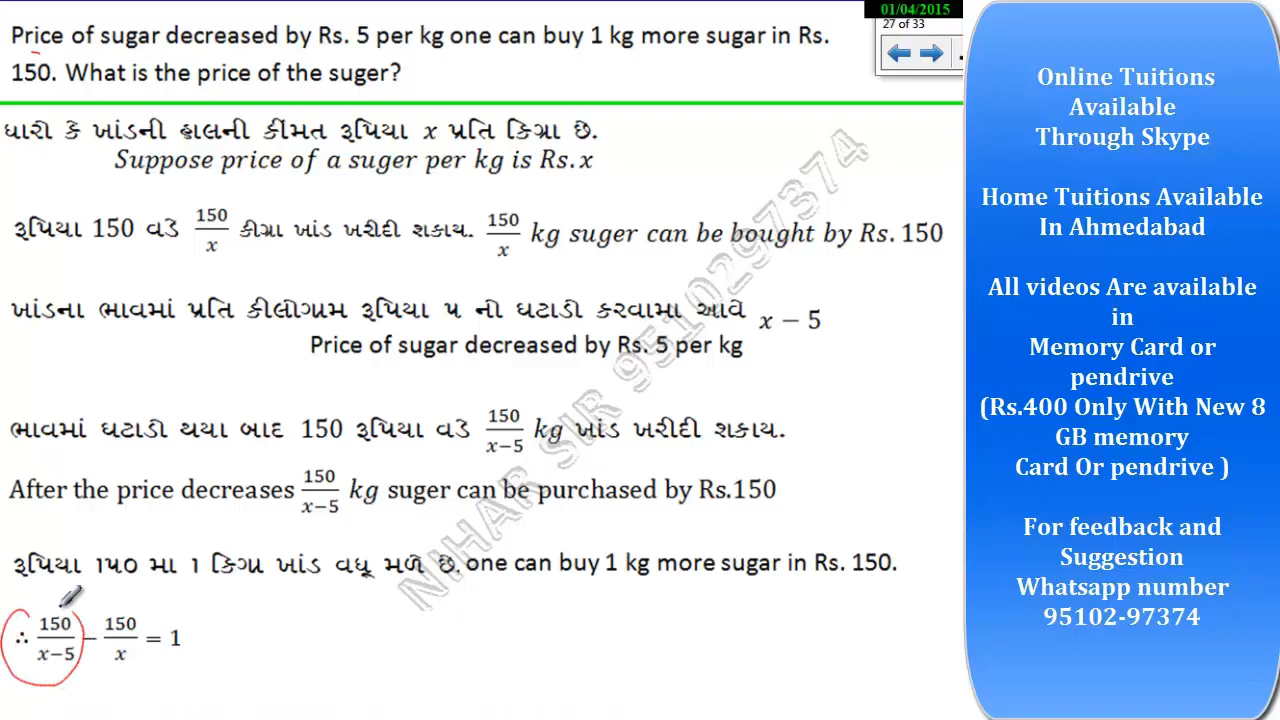 01/04/2015
27 of 33
Price of sugar decreased by Rs. 5 per kg one can buy 1 kg more sugar in Rs.
150. What is the price of the suger?
ધારો કે ખાંડની હાલની કીંમત રૂપિયા x પ્રતિ કિગ્રા છે.
Suppose price of a suger per kg is Rs.x
રૂપિયા 150 વડે 150/x કીગ્રા ખાંડ ખરીદી શકાય. 150/x kg suger can be bought by Rs. 150
ખાંડના ભાવમાં પ્રતિ કીલોગામ રૂપિયા ૫ નો ઘટાડો કરવામા આવે x − 5
Price of sugar decreased by Rs. 5 per kg
ભાવમાં ઘટાડો થયા બાદ 150 રૂપિયા વડે 150/x−5 kg ખાંડ ખરીદી શકાય.
After the price decreases 150/x−5 kg suger can be purchased by Rs.150
રૂપિયા ૧૫૦ મા ૧ કિગ્રા ખાંડ વધૂ મળે છે. one can buy 1 kg more sugar in Rs. 150.
∴ 150/x−5 − 150/x = 1
NIHAR SIR 9510297374
Online Tuitions
Available
Through Skype
Home Tuitions Available
In Ahmedabad
All videos Are available
in
Memory Card or
pendrive
(Rs.400 Only With New 8
GB memory
Card Or pendrive )
For feedback and
Suggestion
Whatsapp number
95102-97374